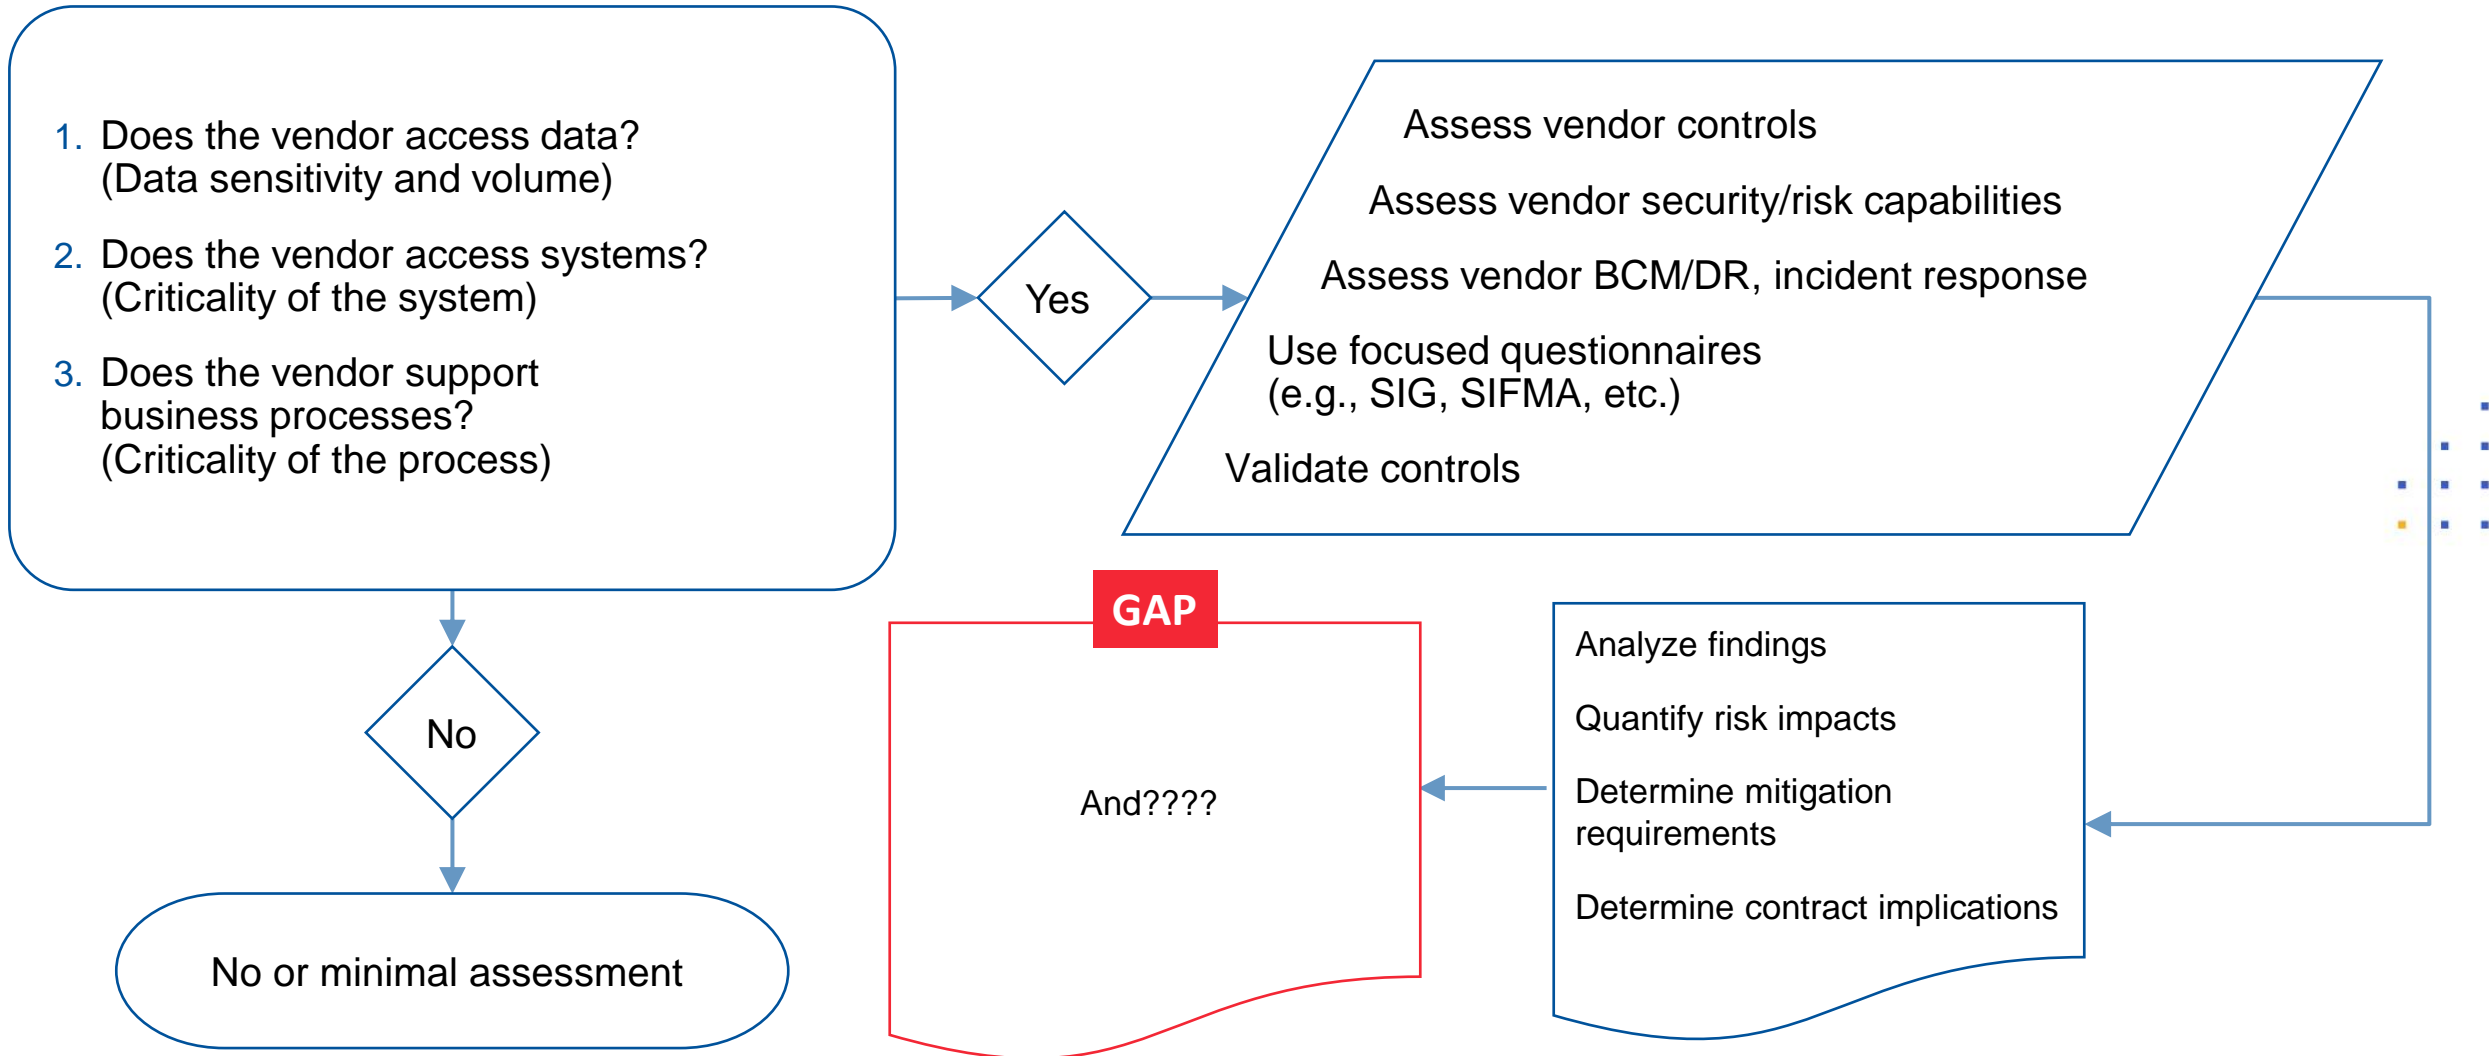 1. Does the vendor access data?
(Data sensitivity and volume)
2. Does the vendor access systems?
(Criticality of the system)
3. Does the vendor support
business processes?
(Criticality of the process)
Yes
Assess vendor controls
Assess vendor security/risk capabilities
Assess vendor BCM/DR, incident response
Use focused questionnaires
(e.g., SIG, SIFMA, etc.)
Validate controls
No
No or minimal assessment
Analyze findings
Quantify risk impacts
Determine mitigation
requirements
Determine contract implications
GAP
And????